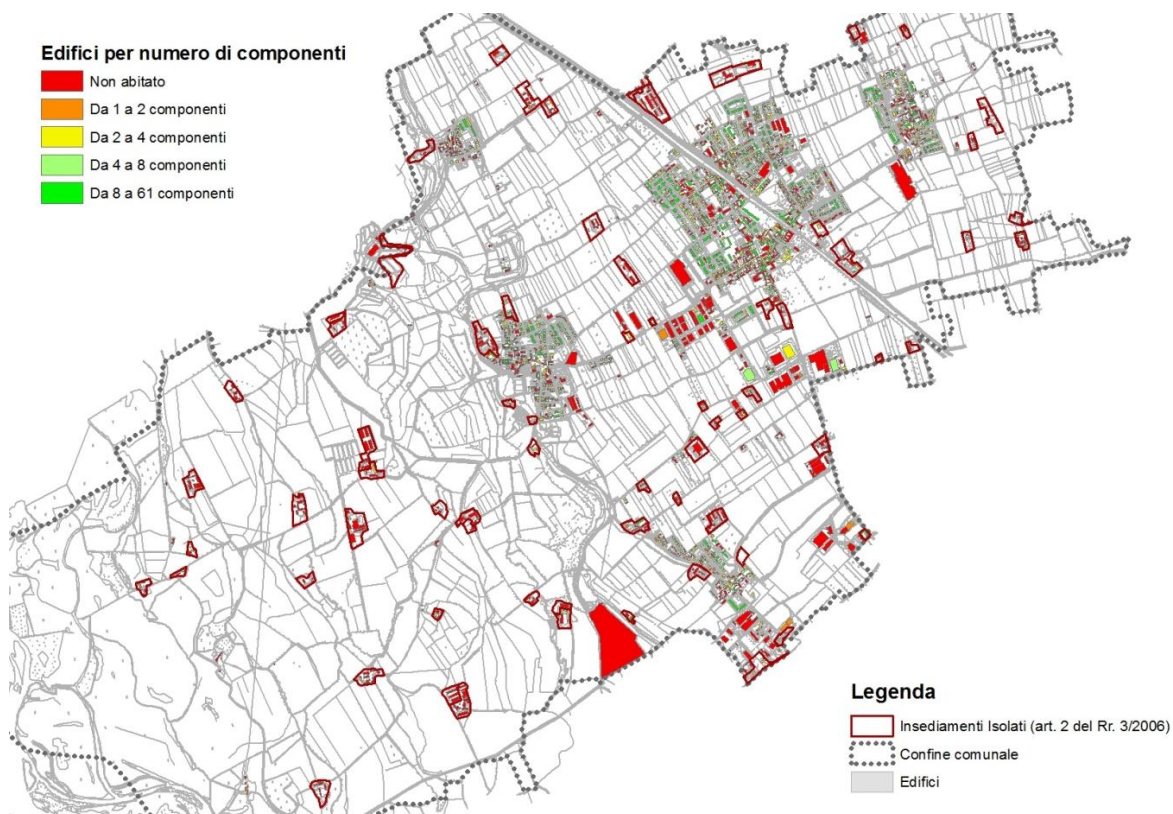 Edifici per numero di componenti
Non abitato
Da 1 a 2 componenti
Da 2 a 4 componenti
Da 4 a 8 componenti
Da 8 a 61 componenti
Legenda
Insediamenti Isolati (art. 2 del Rr. 3/2006)
Confine comunale
Edifici